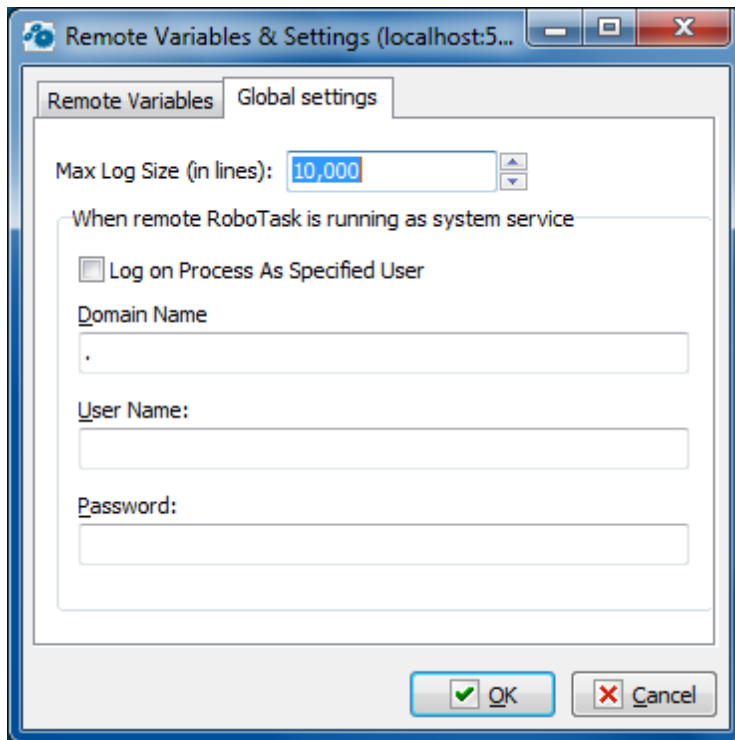 Remote Variables & Settings (localhost:5...
Remote Variables Global settings
Max Log Size (in lines): 10,000
When remote RoboTask is running as system service
Log on Process As Specified User
Domain Name
.
User Name:
Password:
OK Cancel